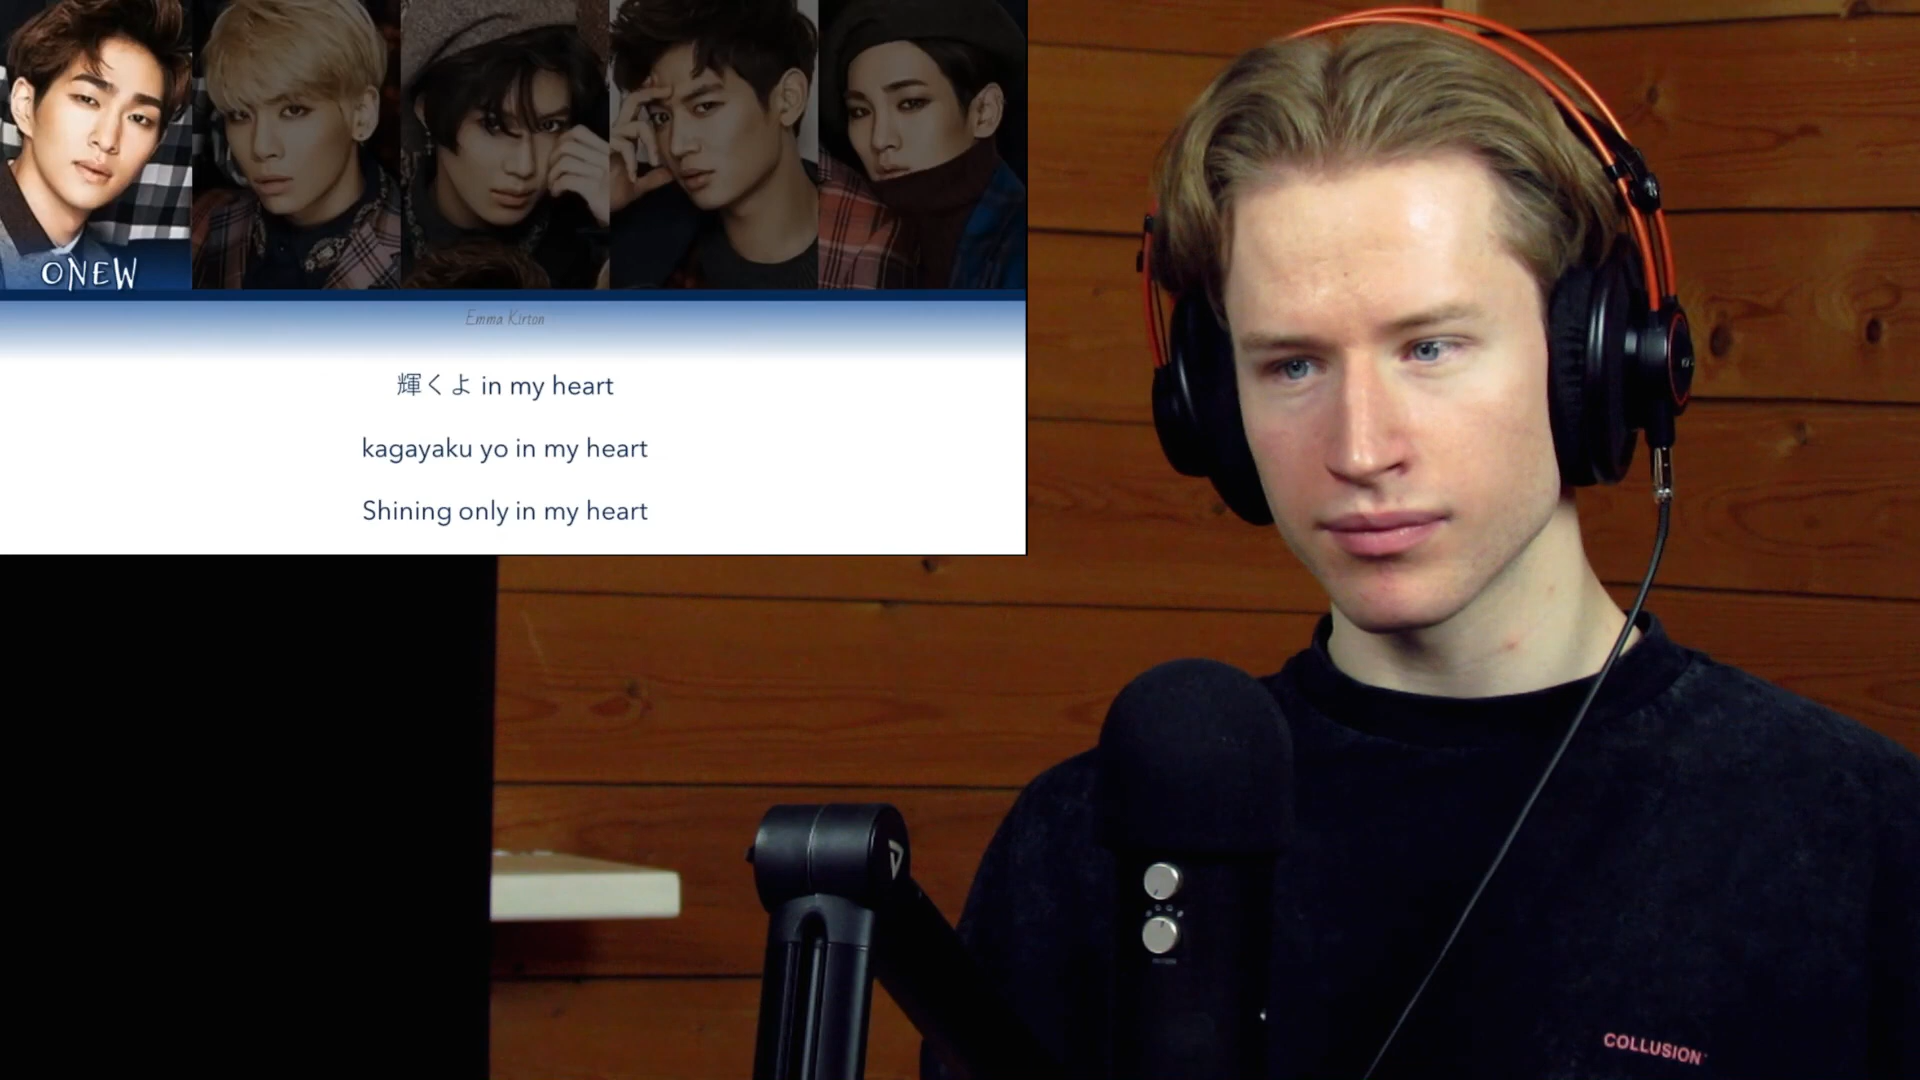 ONEW
Emma Kirton
輝くよ in my heart
kagayaku yo in my heart
Shining only in my heart
COLLUSION